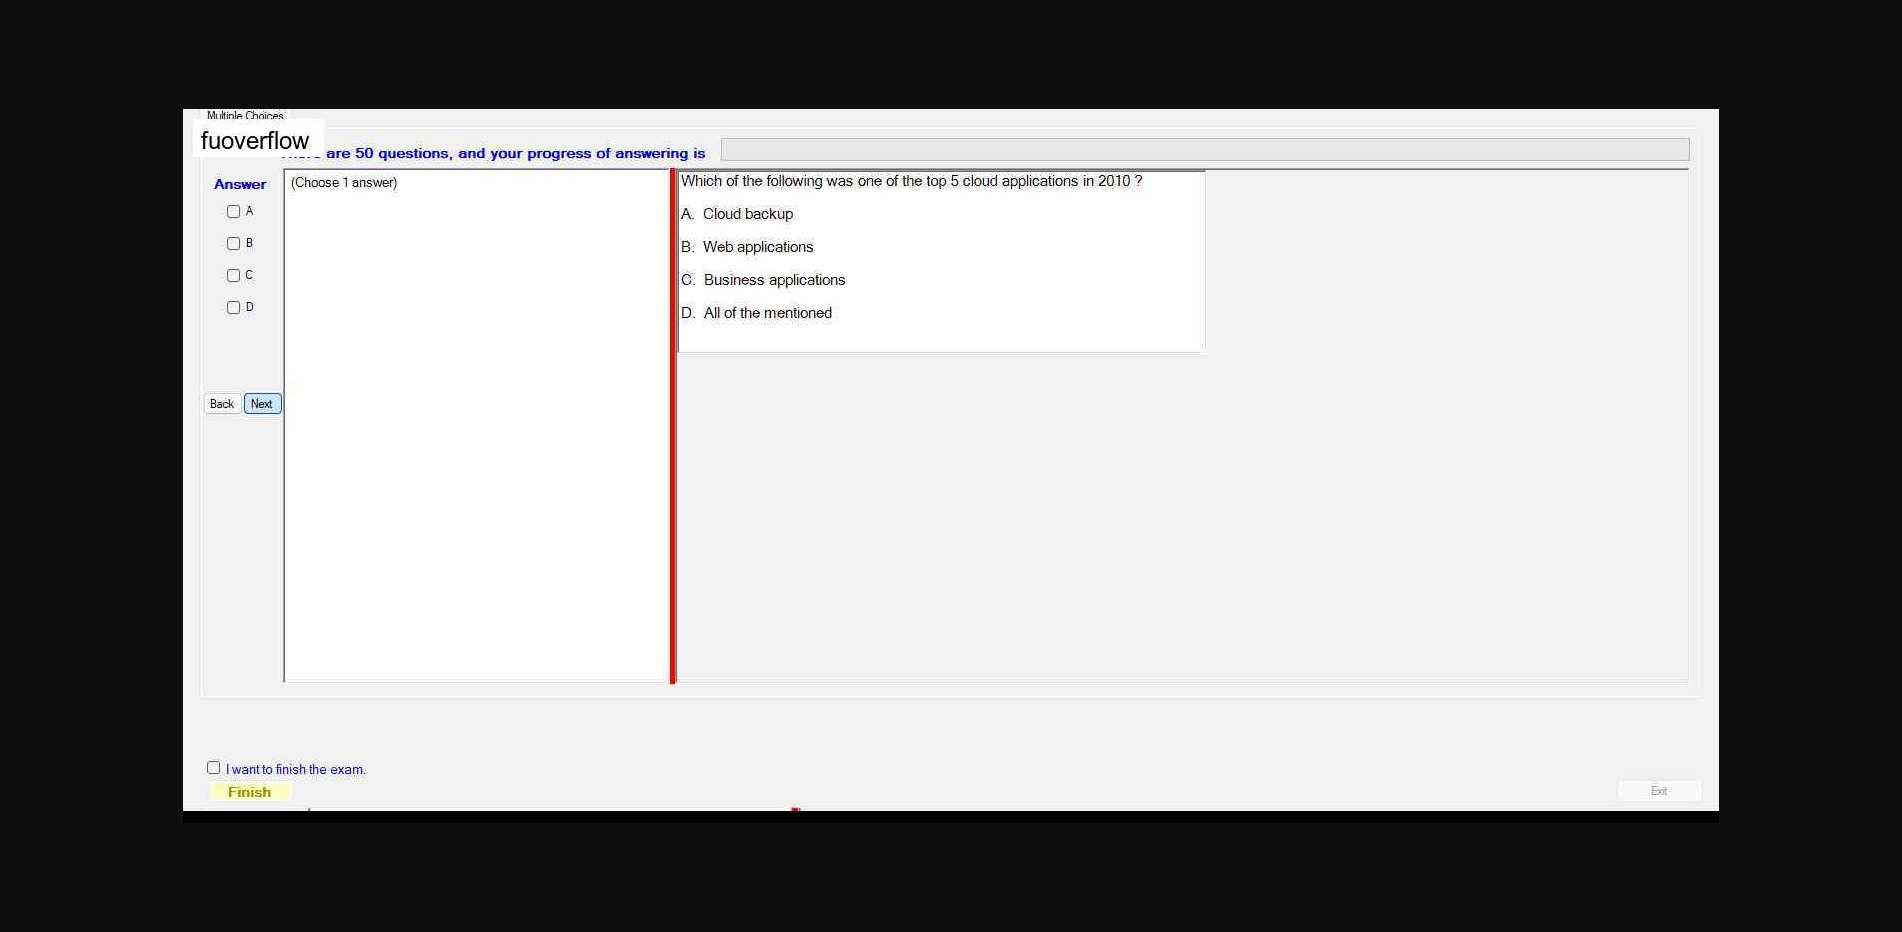 Multiple Choices
fuoverflow
are 50 questions, and your progress of answering is
Answer
(Choose 1 answer)
A
B
C
D
Back
Next
Which of the following was one of the top 5 cloud applications in 2010 ?
A. Cloud backup
B. Web applications
C. Business applications
D. All of the mentioned
I want to finish the exam.
Finish
Exit